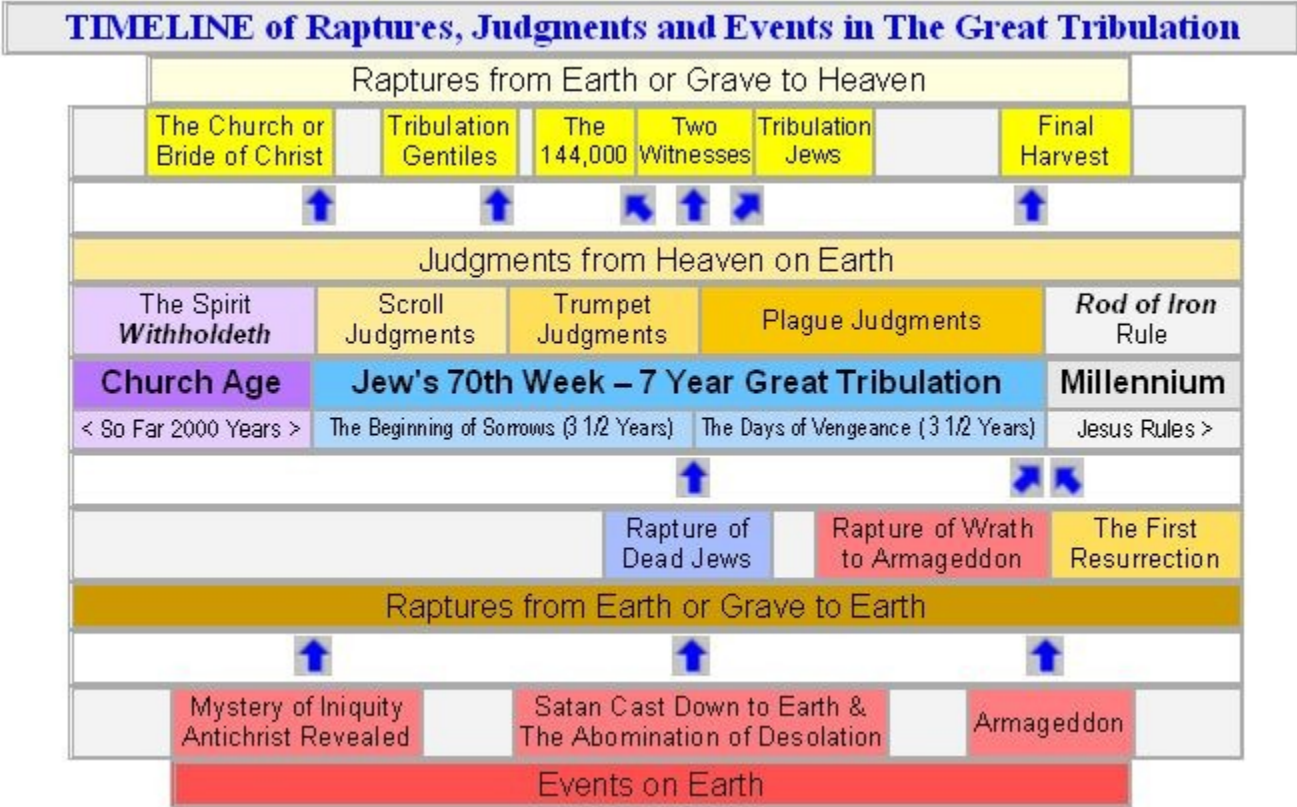 TIMELINE of Raptures, Judgments and Events in The Great Tribulation
Raptures from Earth or Grave to Heaven
The Church or
Bride of Christ
Tribulation
Gentiles
The
144,000
Two
Witnesses
Tribulation
Jews
Final
Harvest
Judgments from Heaven on Earth
The Spirit
Withholdeth
Scroll
Judgments
Trumpet
Judgments
Plague Judgments
Rod of Iron
Rule
Church Age
Jew's 70th Week – 7 Year Great Tribulation
Millennium
< So Far 2000 Years >
The Beginning of Sorrows (3 1/2 Years)
The Days of Vengeance (3 1/2 Years)
Jesus Rules >
Rapture of
Dead Jews
Rapture of Wrath
to Armageddon
The First
Resurrection
Raptures from Earth or Grave to Earth
Mystery of Iniquity
Antichrist Revealed
Satan Cast Down to Earth &
The Abomination of Desolation
Armageddon
Events on Earth